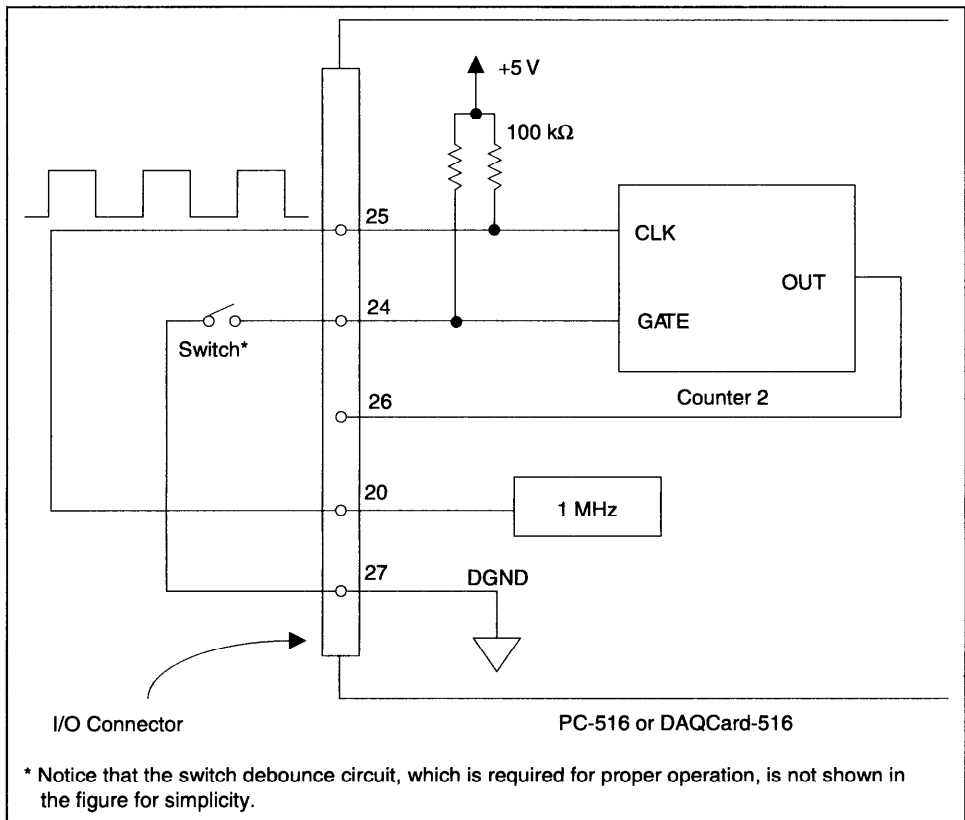 +5 V
100 kΩ
25
CLK
OUT
24
GATE
Switch*
Counter 2
26
20
1 MHz
27
DGND
I/O Connector
PC-516 or DAQCard-516
* Notice that the switch debounce circuit, which is required for proper operation, is not shown in
the figure for simplicity.